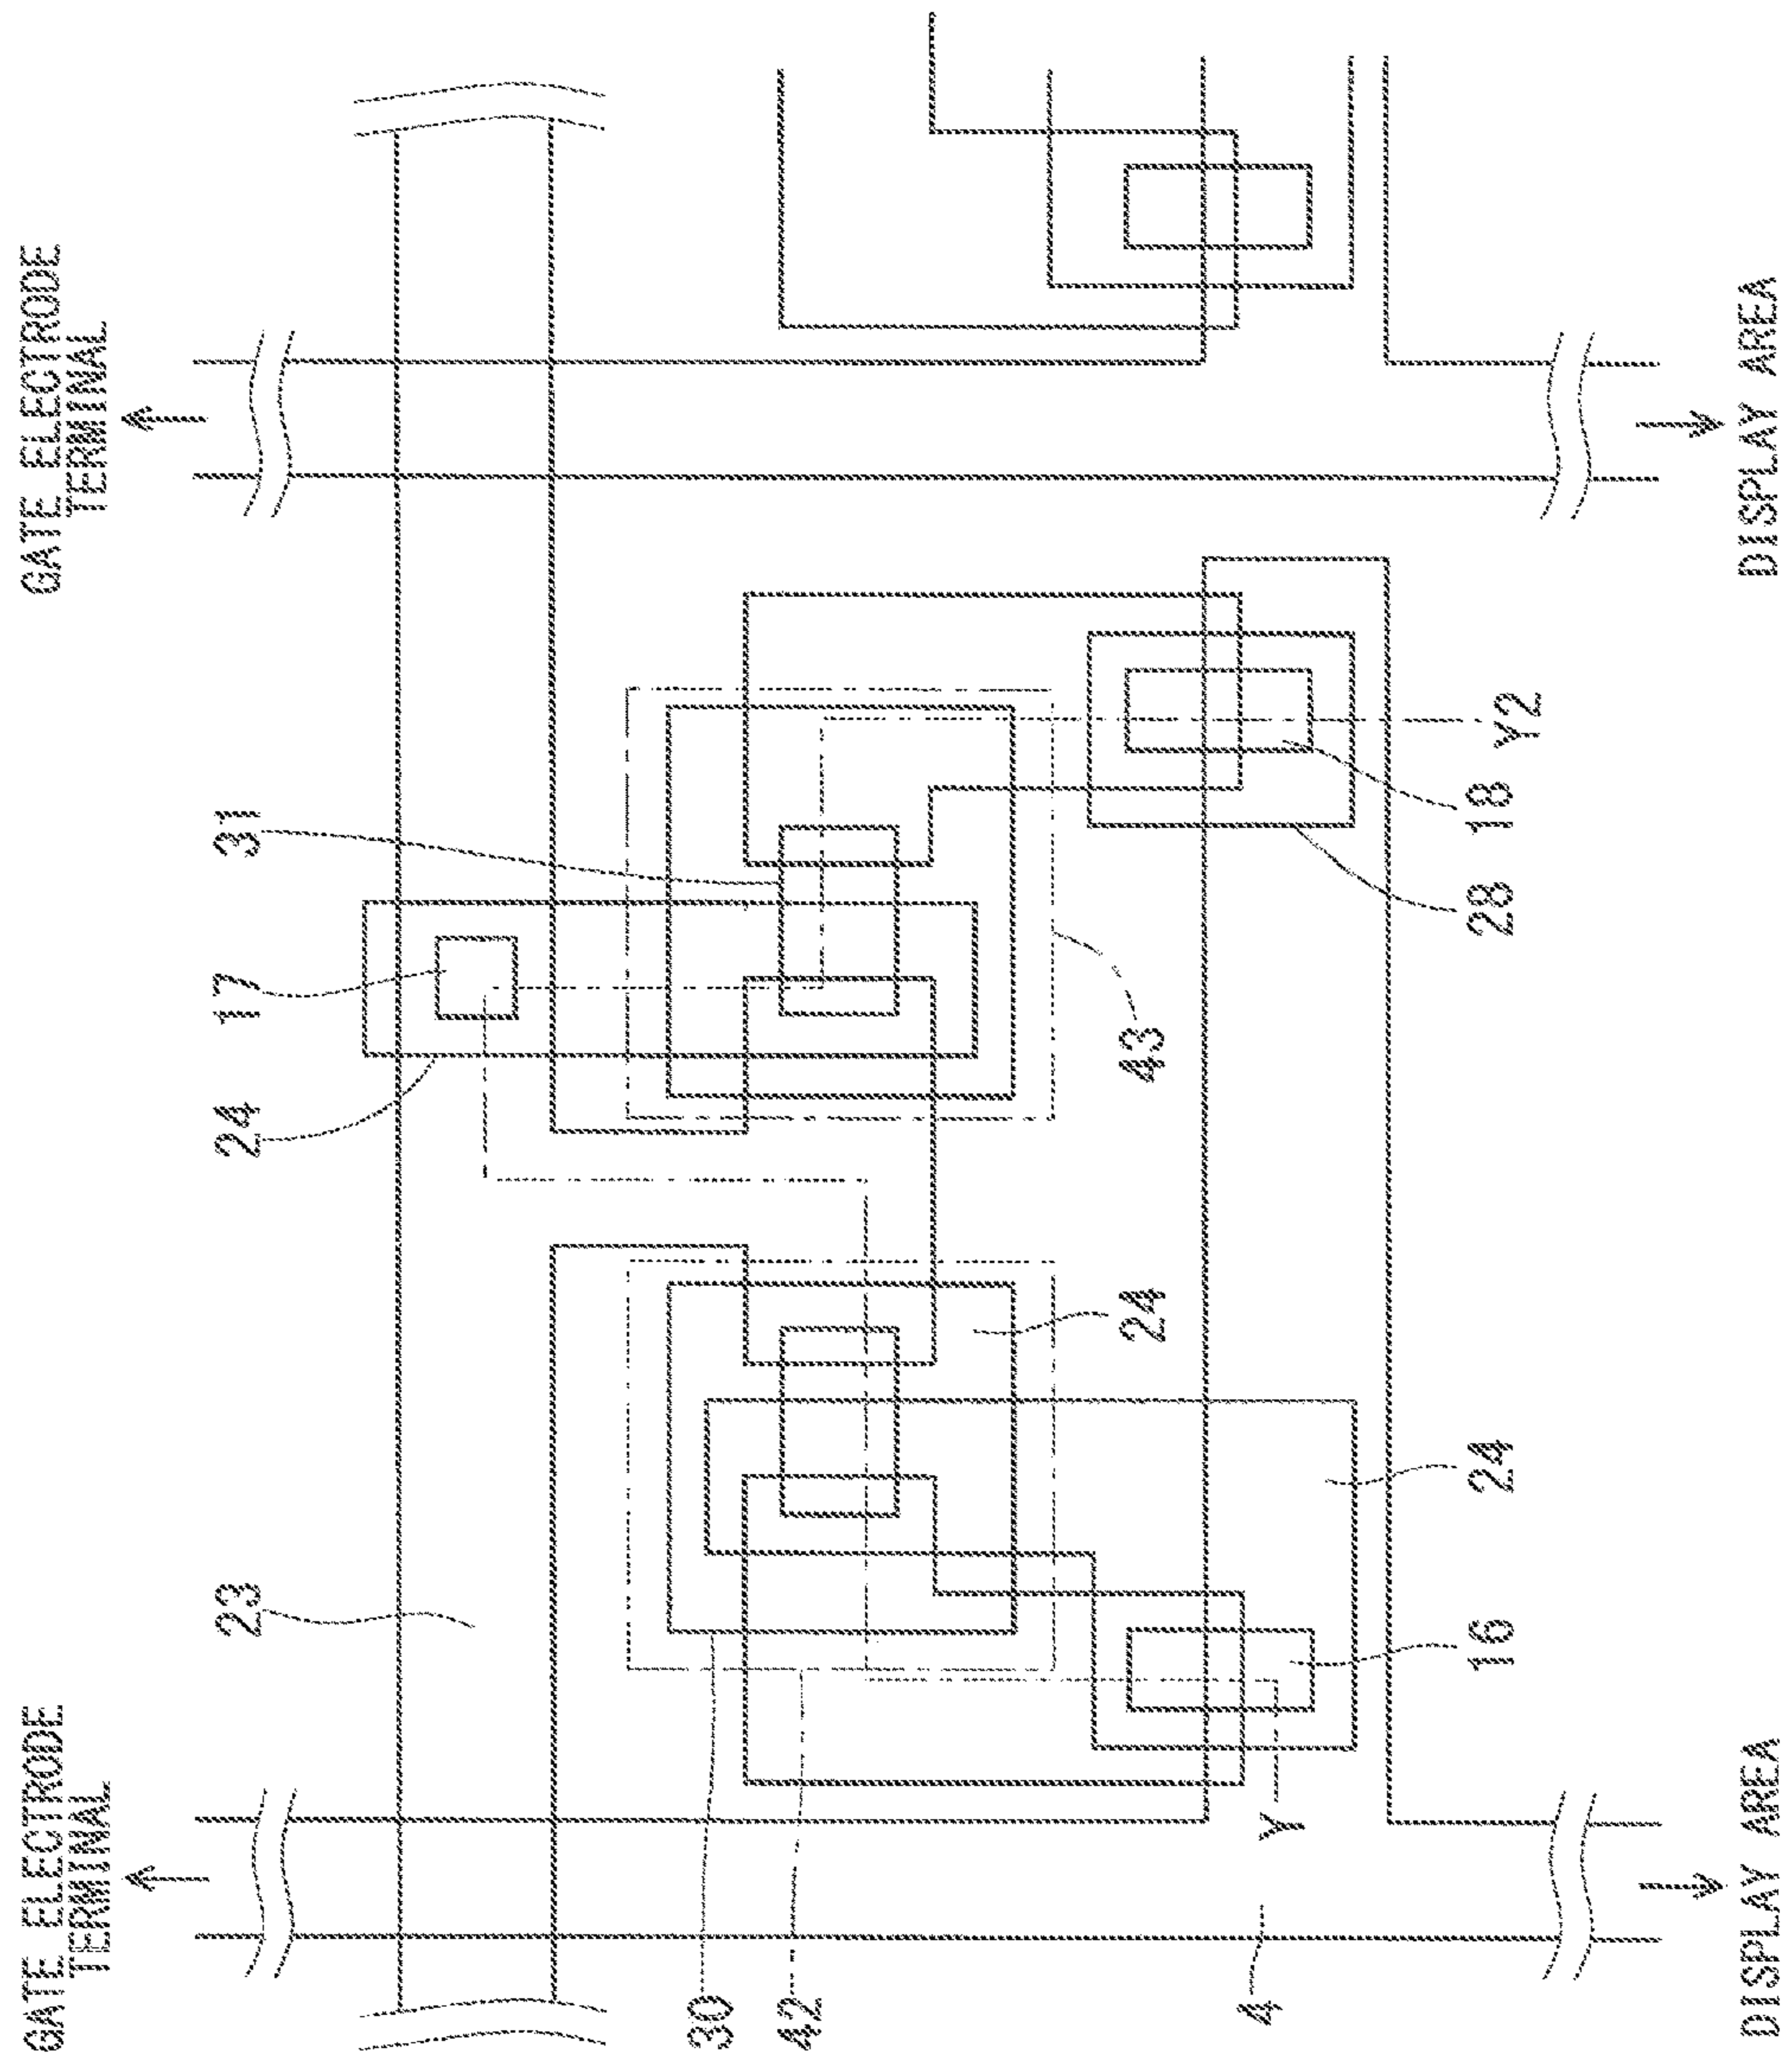 GATE ELECTRODE
TERMINAL
GATE ELECTRODE
TERMINAL
23
24
17
31
30
42
24
43
4
Y
16
24
28
18
Y2
DISPLAY AREA
DISPLAY AREA